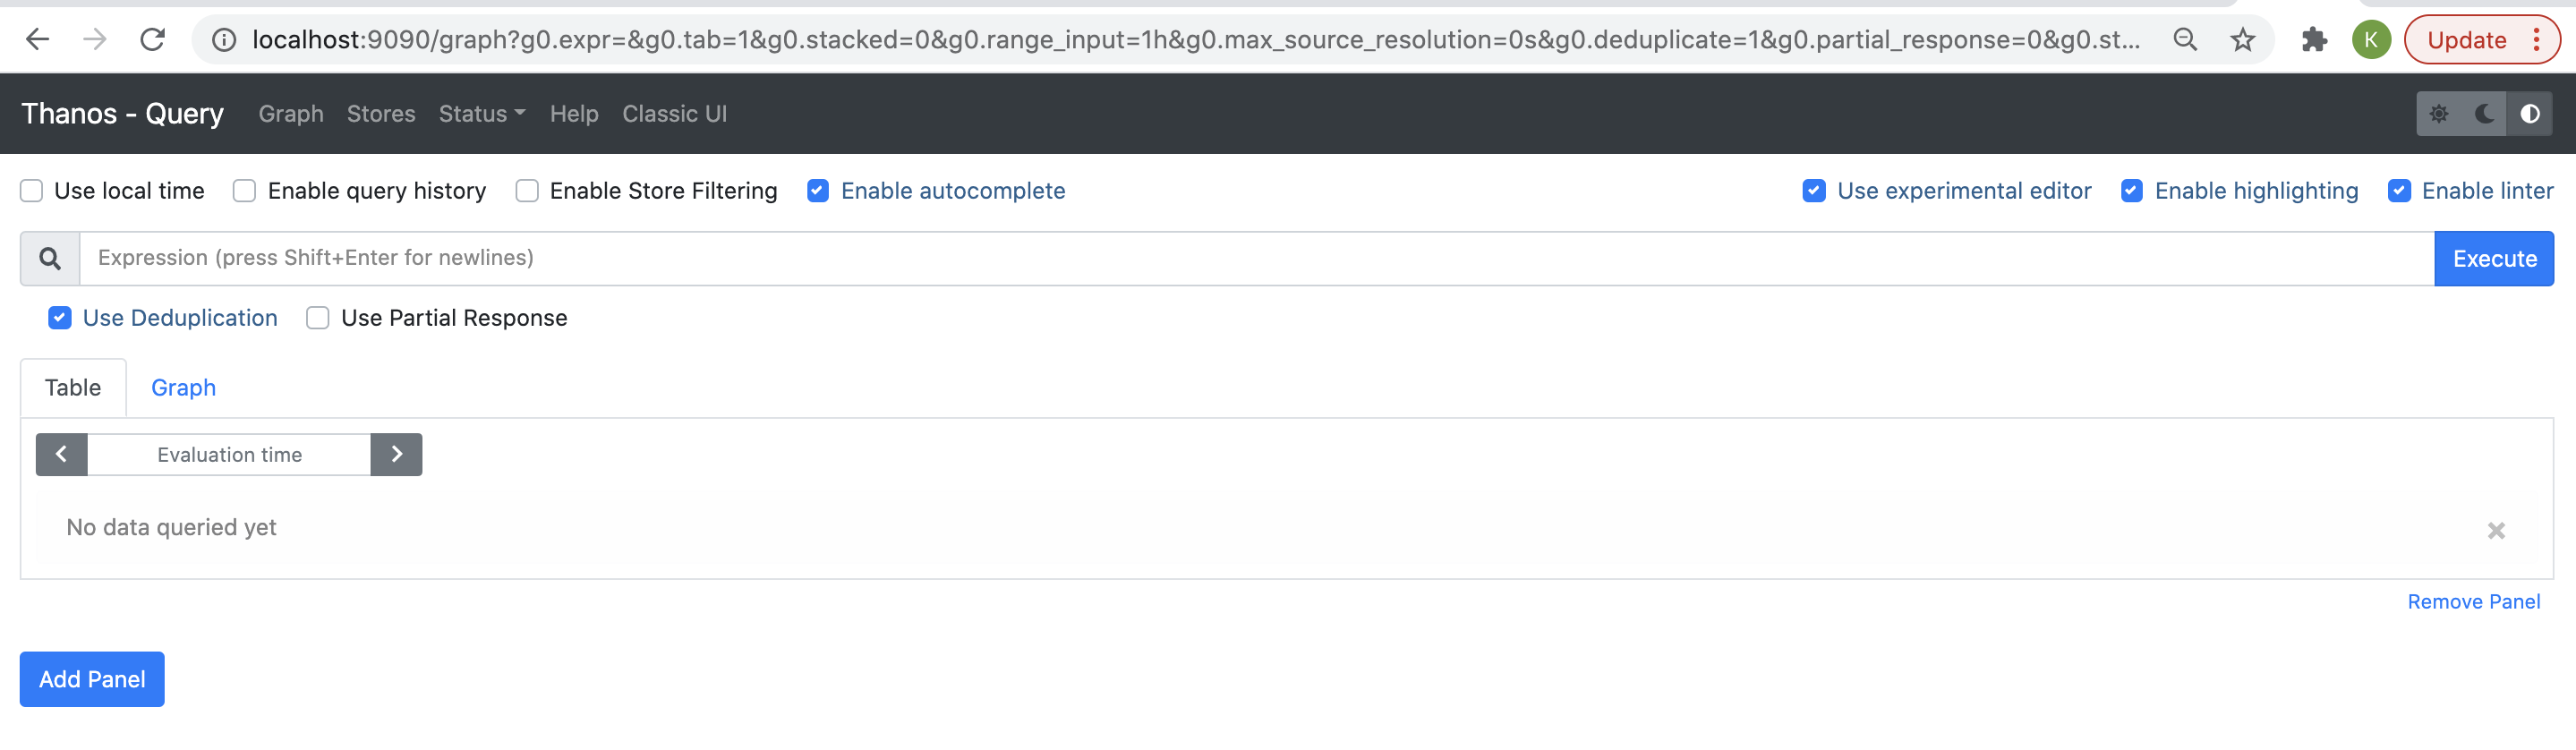 localhost:9090/graph?g0.expr=&g0.tab=1&g0.stacked=0&g0.range_input=1h&g0.max_source_resolution=0s&g0.deduplicate=1&g0.partial_response=0&g0.st... K Update
Thanos - Query Graph Stores Status Help Classic UI
Use local time Enable query history Enable Store Filtering Enable autocomplete Use experimental editor Enable highlighting Enable linter
Expression (press Shift+Enter for newlines) Execute
Use Deduplication Use Partial Response
Table Graph
Evaluation time
No data queried yet
Remove Panel
Add Panel